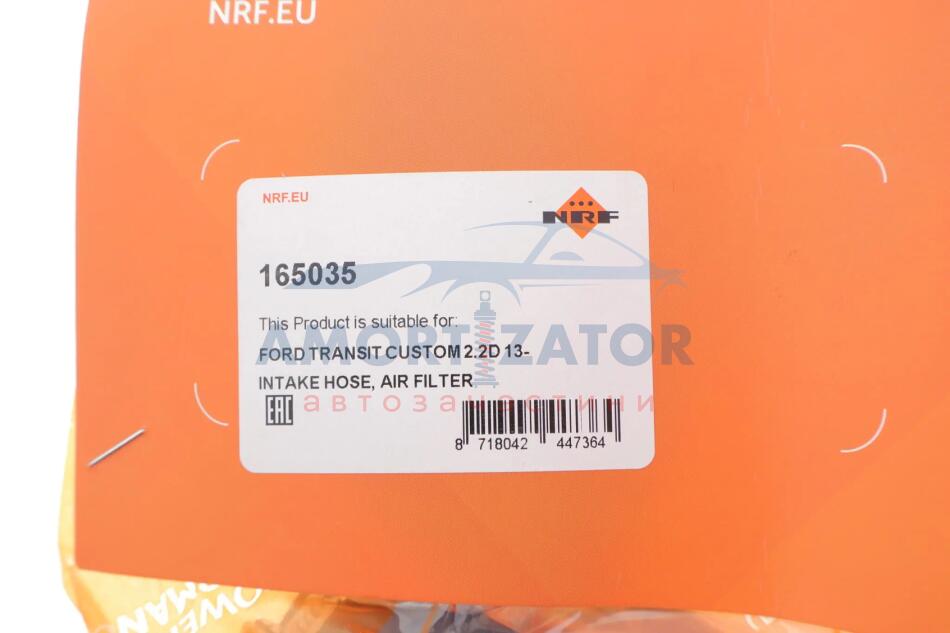 NRF.EU
NRF.EU
NRF
165035
This Product is suitable for:
FORD TRANSIT CUSTOM 2.2D 13-
INTAKE HOSE, AIR FILTER
EAC
8 718042 447364
AMORTIZATOR
автозапчастини